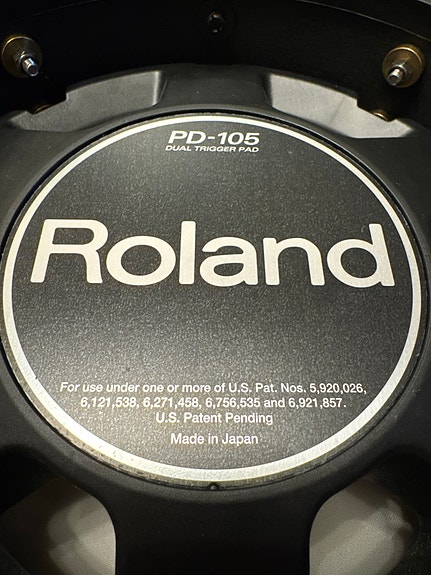 PD-105
DUAL TRIGGER PAD
Roland
For use under one or more of U.S. Pat. Nos. 5,920,026,
6,121,538, 6,271,458, 6,756,535 and 6,921,857.
U.S. Patent Pending
Made in Japan